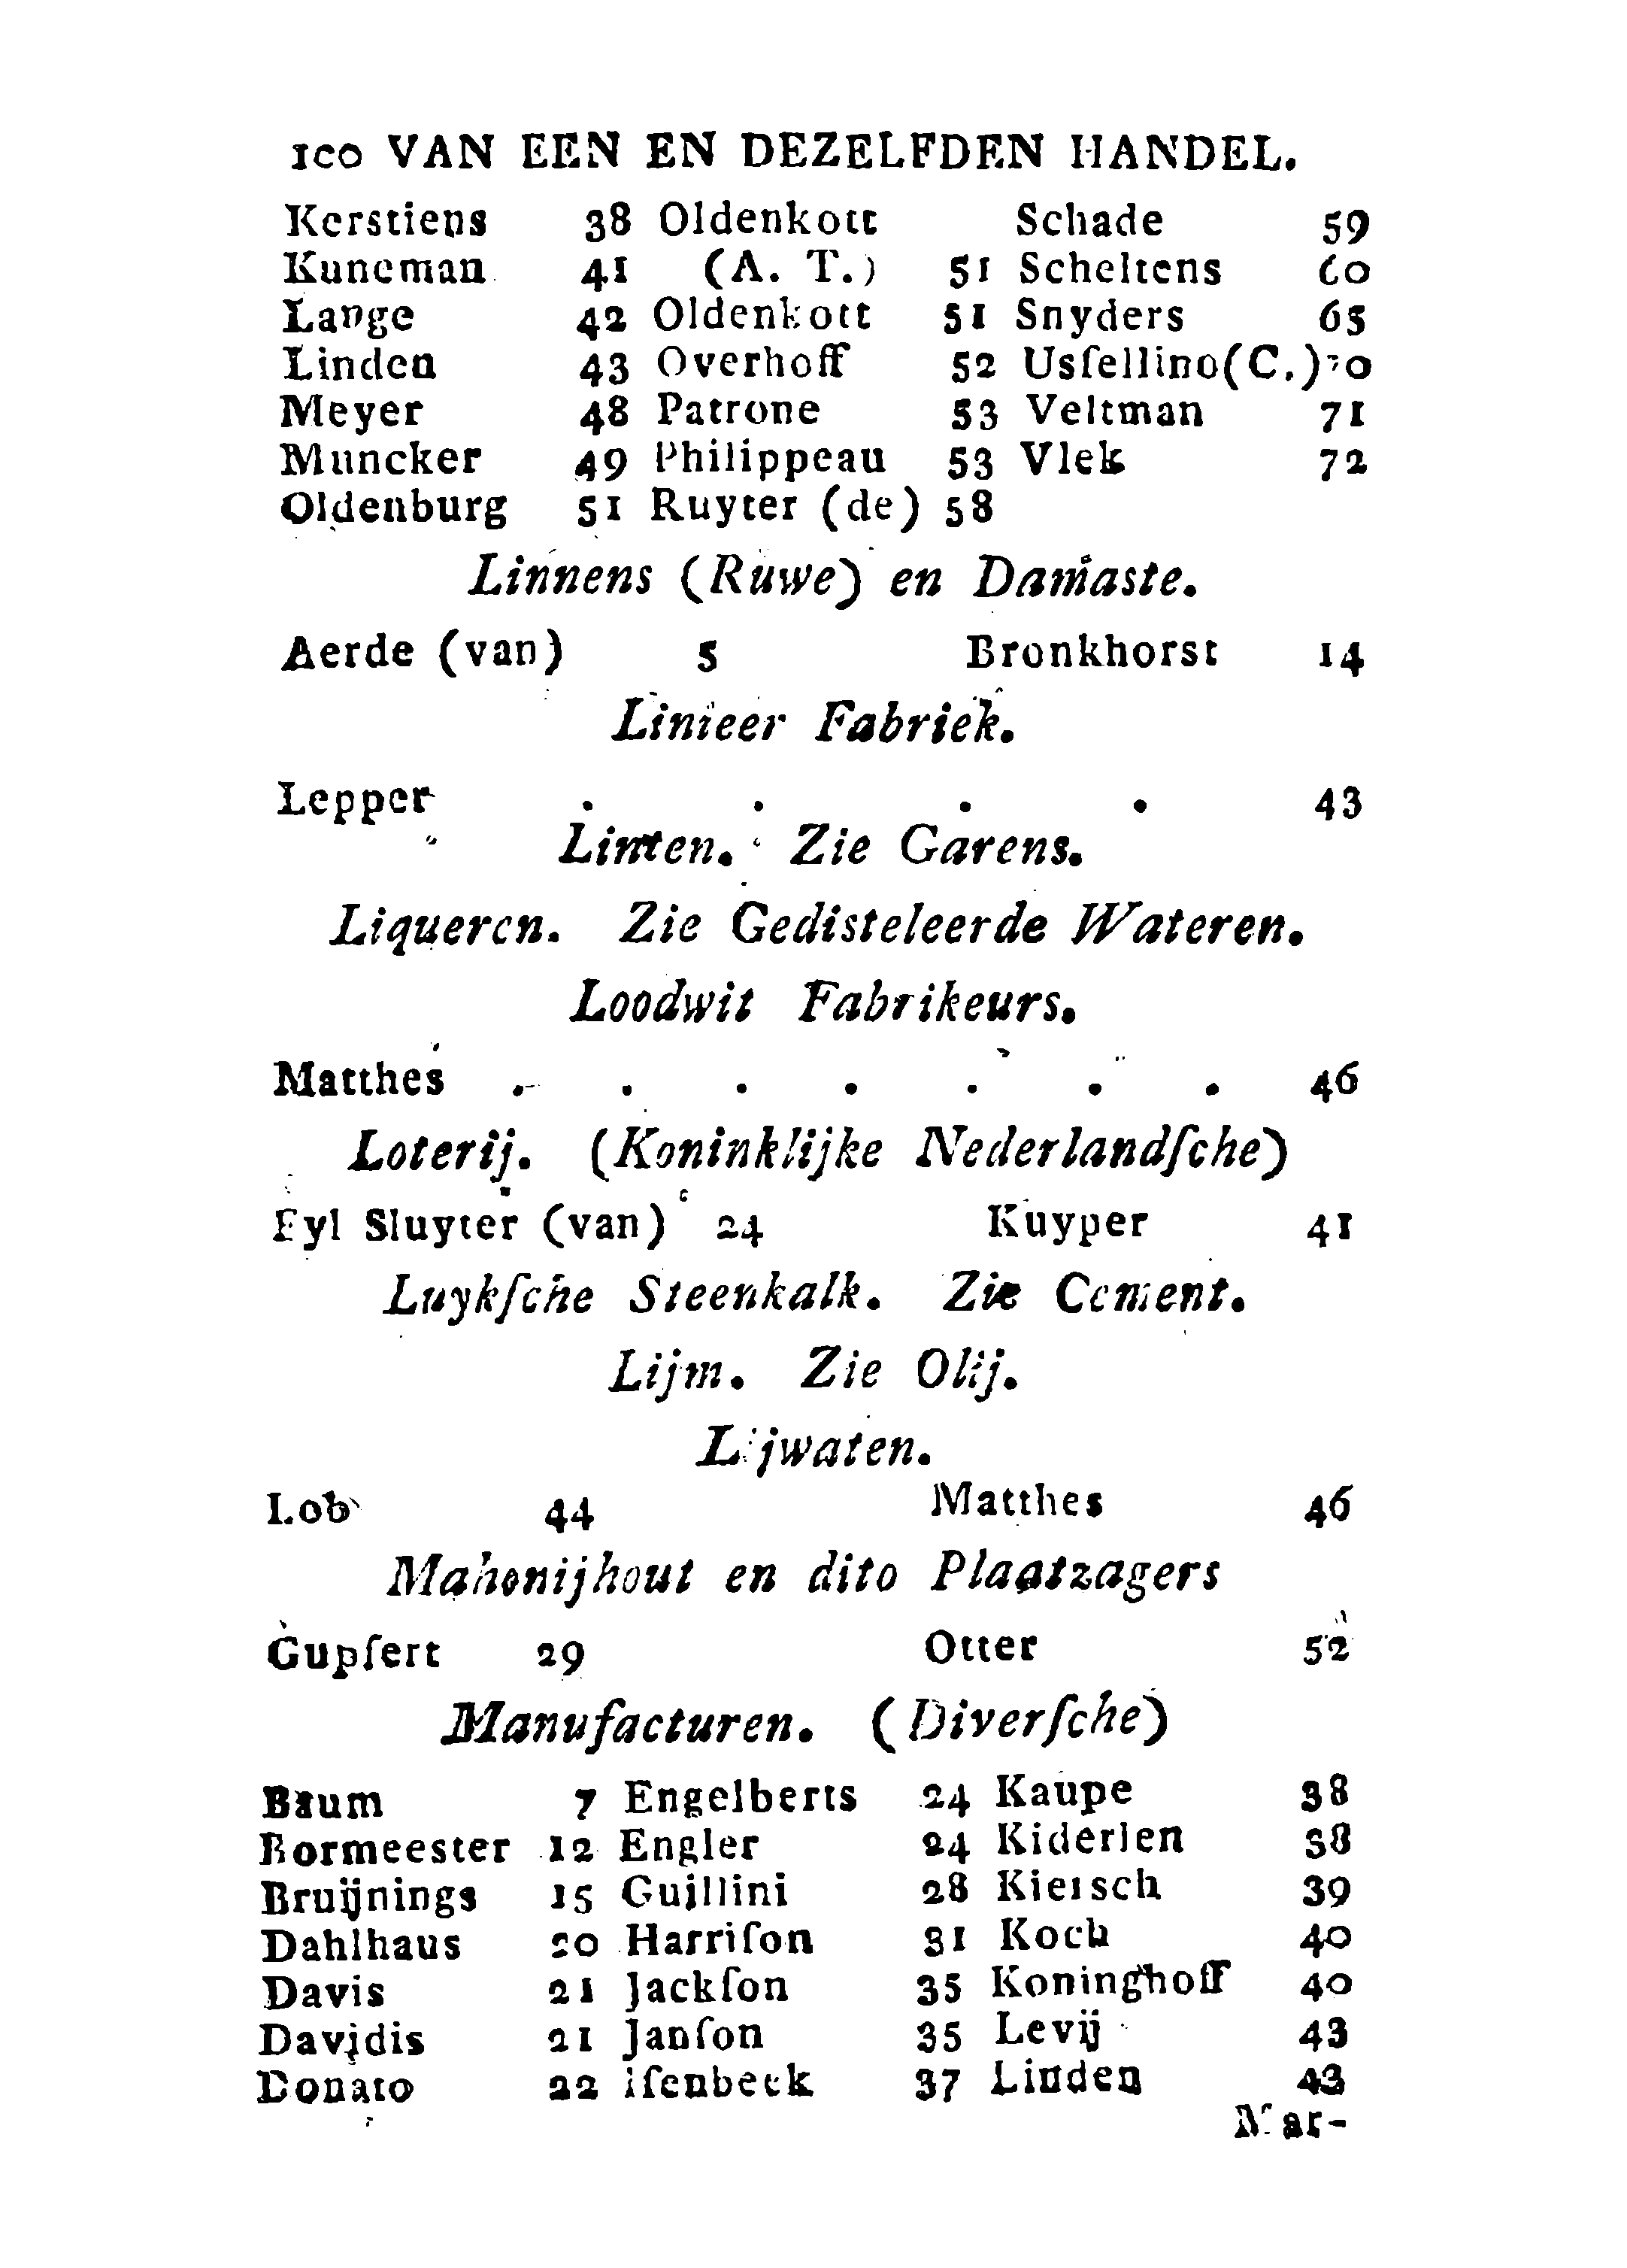 100 VAN EEN EN DEZELFDEN HANDEL.
Kerstiens 38 Oldenkott Schade 59
Kuneman 41 (A. T.) 51 Scheltens 60
Lange 42 Oldenkott 51 Snyders 65
Linden 43 Overhoff 52 Usſellino(C.)70
Meyer 48 Patrone 53 Veltman 71
Muncker 49 Philippeau 53 Vlek 72
Oldenburg 51 Ruyter (de) 58
Linnens (Ruwe) en Damaste.
Aerde (van) 5 Bronkhorst 14
Linieer Fabriek.
Lepper . . . . 43
Linten. Zie Garens.
Liqueren. Zie Gedisteleerde Wateren.
Loodwit Fabrikeurs.
Matthes . . . . . . . 46
Loterij. (Koninklijke Nederlandſche)
Eyl Sluyter (van) 24 Kuyper 41
Luykſche Steenkalk. Zie Cement.
Lijm. Zie Olij.
Lijwaten.
Lob 44 Matthes 46
Mahonijhout en dito Plaatzagers
Gupſert 29 Otter 52
Manufacturen. (Diverſche)
Baum 7 Engelberts 24 Kaupe 38
Bormeester 12 Engler 24 Kiderlen 38
Bruijnings 15 Guillini 28 Kiersch 39
Dahlhaus 20 Harriſon 31 Koch 40
Davis 21 Jackſon 35 Koninghoff 40
Davidis 21 Janſon 35 Levij 43
Donato 22 Iſenbeek 37 Linden 43
Mar-